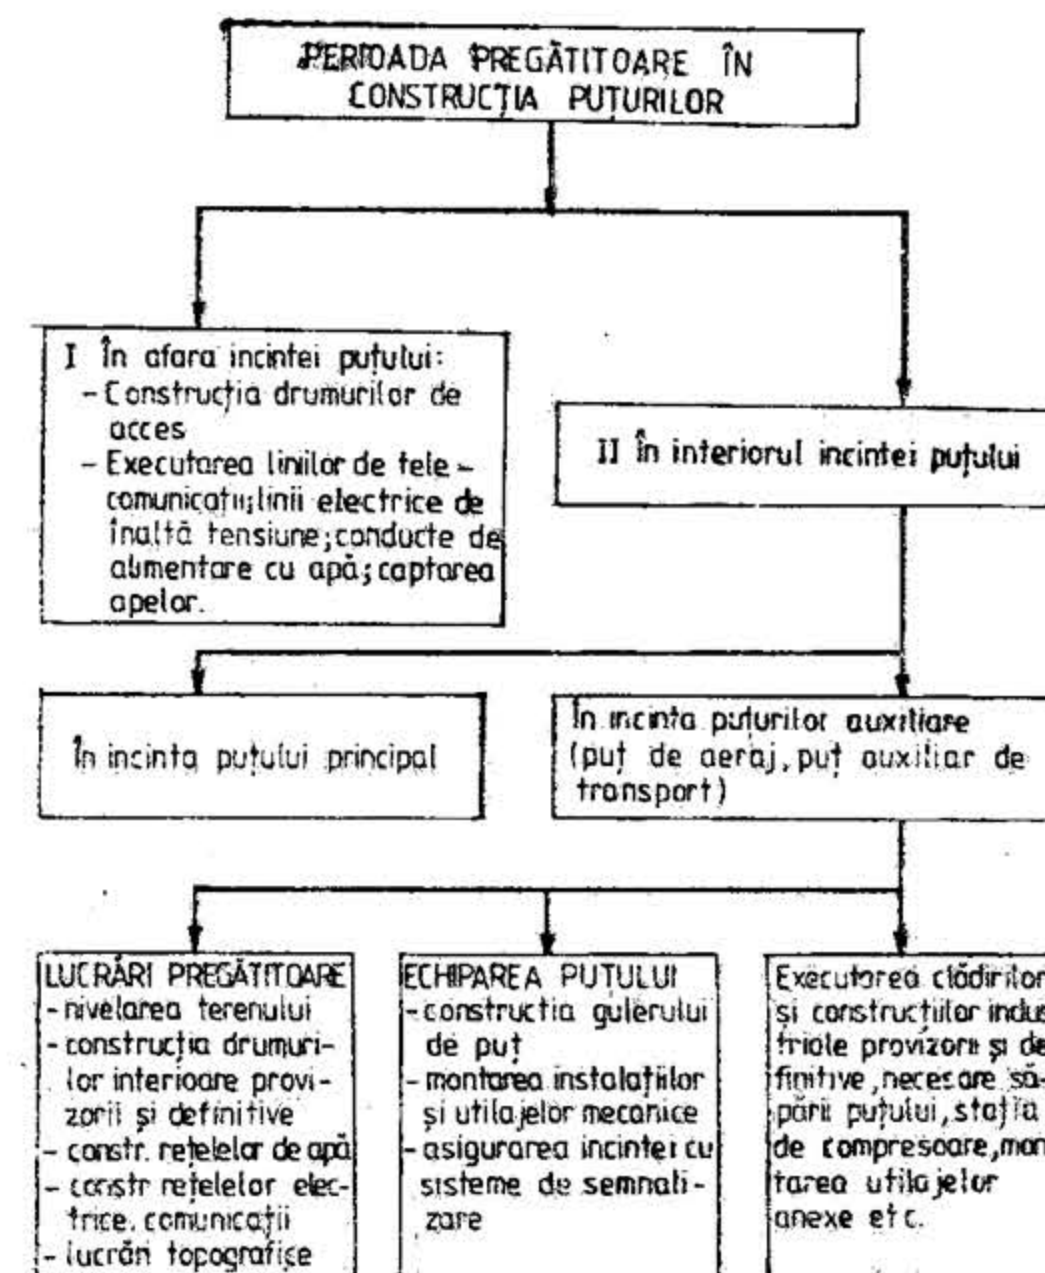 PERIOADA PREGĂTITOARE ÎN
CONSTRUCȚIA PUȚURILOR
I În afara incintei puțului:
- Construcția drumurilor de
acces
- Executarea liniilor de tele-
comunicații; linii electrice de
înaltă tensiune; conducte de
alimentare cu apă; captarea
apelor.
II În interiorul incintei puțului
În incinta puțului principal
În incinta puțurilor auxiliare
(puț de aeraj, puț auxiliar de
transport)
LUCRĂRI PREGĂTITOARE
- nivelarea terenului
- construcția drumuri-
lor interioare provi-
zorii și definitive
- constr. rețelelor de apă
- constr rețelelor elec-
trice. comunicații
- lucrări topografice
ECHIPAREA PUȚULUI
- constructia gulerului
de puț
- montarea instalațiilor
și utilajelor mecanice
- asigurarea incintei cu
sisteme de semnali-
zare
Executarea clădirilor
și construcțiilor indus
triale provizorii și de
finitive, necesare să-
pării puțului, stația
de compresoare, mon
tarea utilajelor
anexe etc.